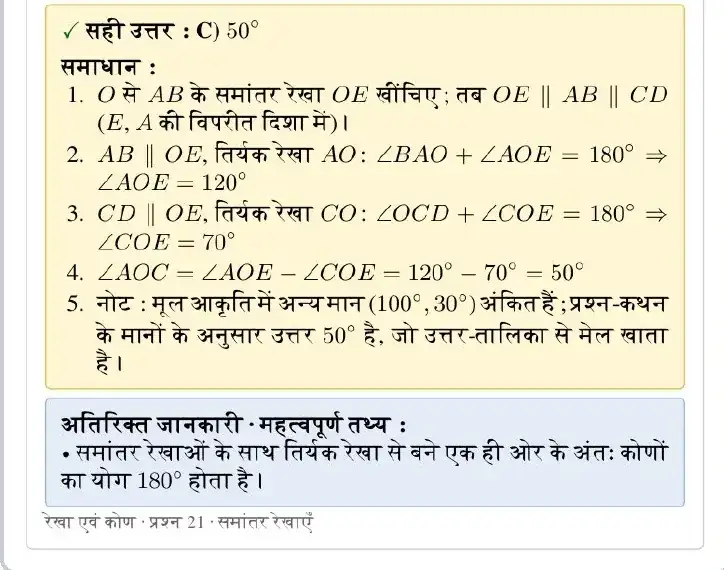 ✓ सही उत्तर : C) 50°
समाधान :
1. O से AB के समांतर रेखा OE खींचिए; तब OE ∥ AB ∥ CD
(E, A की विपरीत दिशा में)।
2. AB ∥ OE, तिर्यक रेखा AO: ∠BAO + ∠AOE = 180° ⇒
∠AOE = 120°
3. CD ∥ OE, तिर्यक रेखा CO: ∠OCD + ∠COE = 180° ⇒
∠COE = 70°
4. ∠AOC = ∠AOE − ∠COE = 120° − 70° = 50°
5. नोट : मूल आकृति में अन्य मान (100°, 30°) अंकित हैं; प्रश्न-कथन
के मानों के अनुसार उत्तर 50° है, जो उत्तर-तालिका से मेल खाता
है।
अतिरिक्त जानकारी · महत्वपूर्ण तथ्य :
• समांतर रेखाओं के साथ तिर्यक रेखा से बने एक ही ओर के अंतः कोणों
का योग 180° होता है।
रेखा एवं कोण · प्रश्न 21 · समांतर रेखाएँ